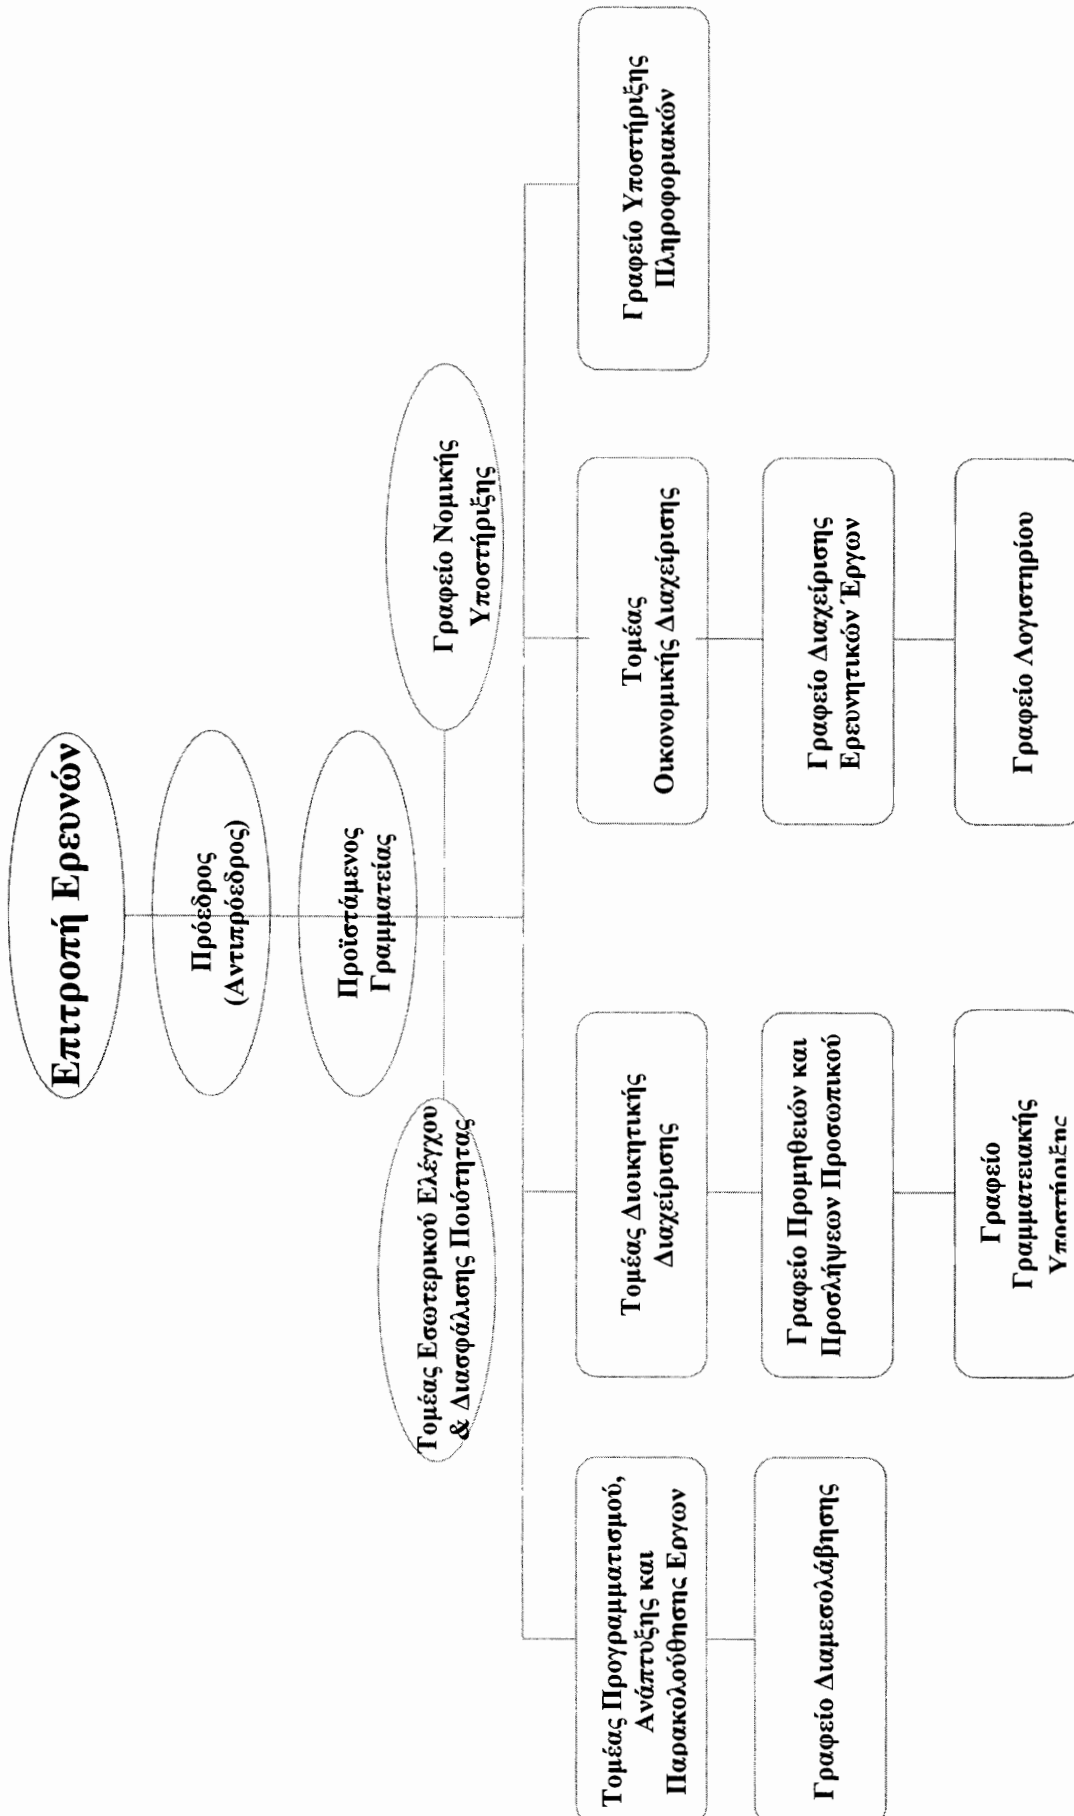 Επιτροπή Ερευνών
Πρόεδρος
(Αντιπρόεδρος)
Προϊστάμενος
Γραμματείας
Τομέας Εσωτερικού Ελέγχου
& Διασφάλισης Ποιότητας
Γραφείο Νομικής
Υποστήριξης
Τομέας Προγραμματισμού,
Ανάπτυξης και
Παρακολούθησης Εργων
Γραφείο Διαμεσολάβησης
Τομέας Διοικητικής
Διαχείρισης
Γραφείο Προμηθειών και
Προσλήψεων Προσωπικού
Γραφείο
Γραμματειακής
Υποστήριξης
Τομέας
Οικονομικής Διαχείρισης
Γραφείο Διαχείρισης
Ερευνητικών Έργων
Γραφείο Λογιστηρίου
Γραφείο Υποστήριξης
Πληροφοριακών